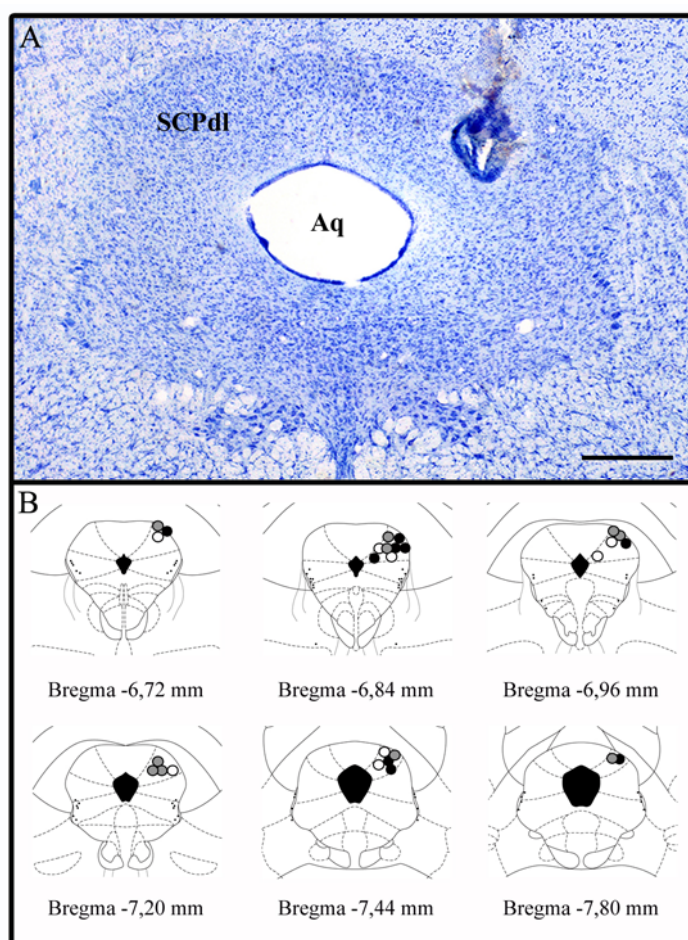 A
SCPdl
Aq
B
Bregma -6,72 mm
Bregma -6,84 mm
Bregma -6,96 mm
Bregma -7,20 mm
Bregma -7,44 mm
Bregma -7,80 mm